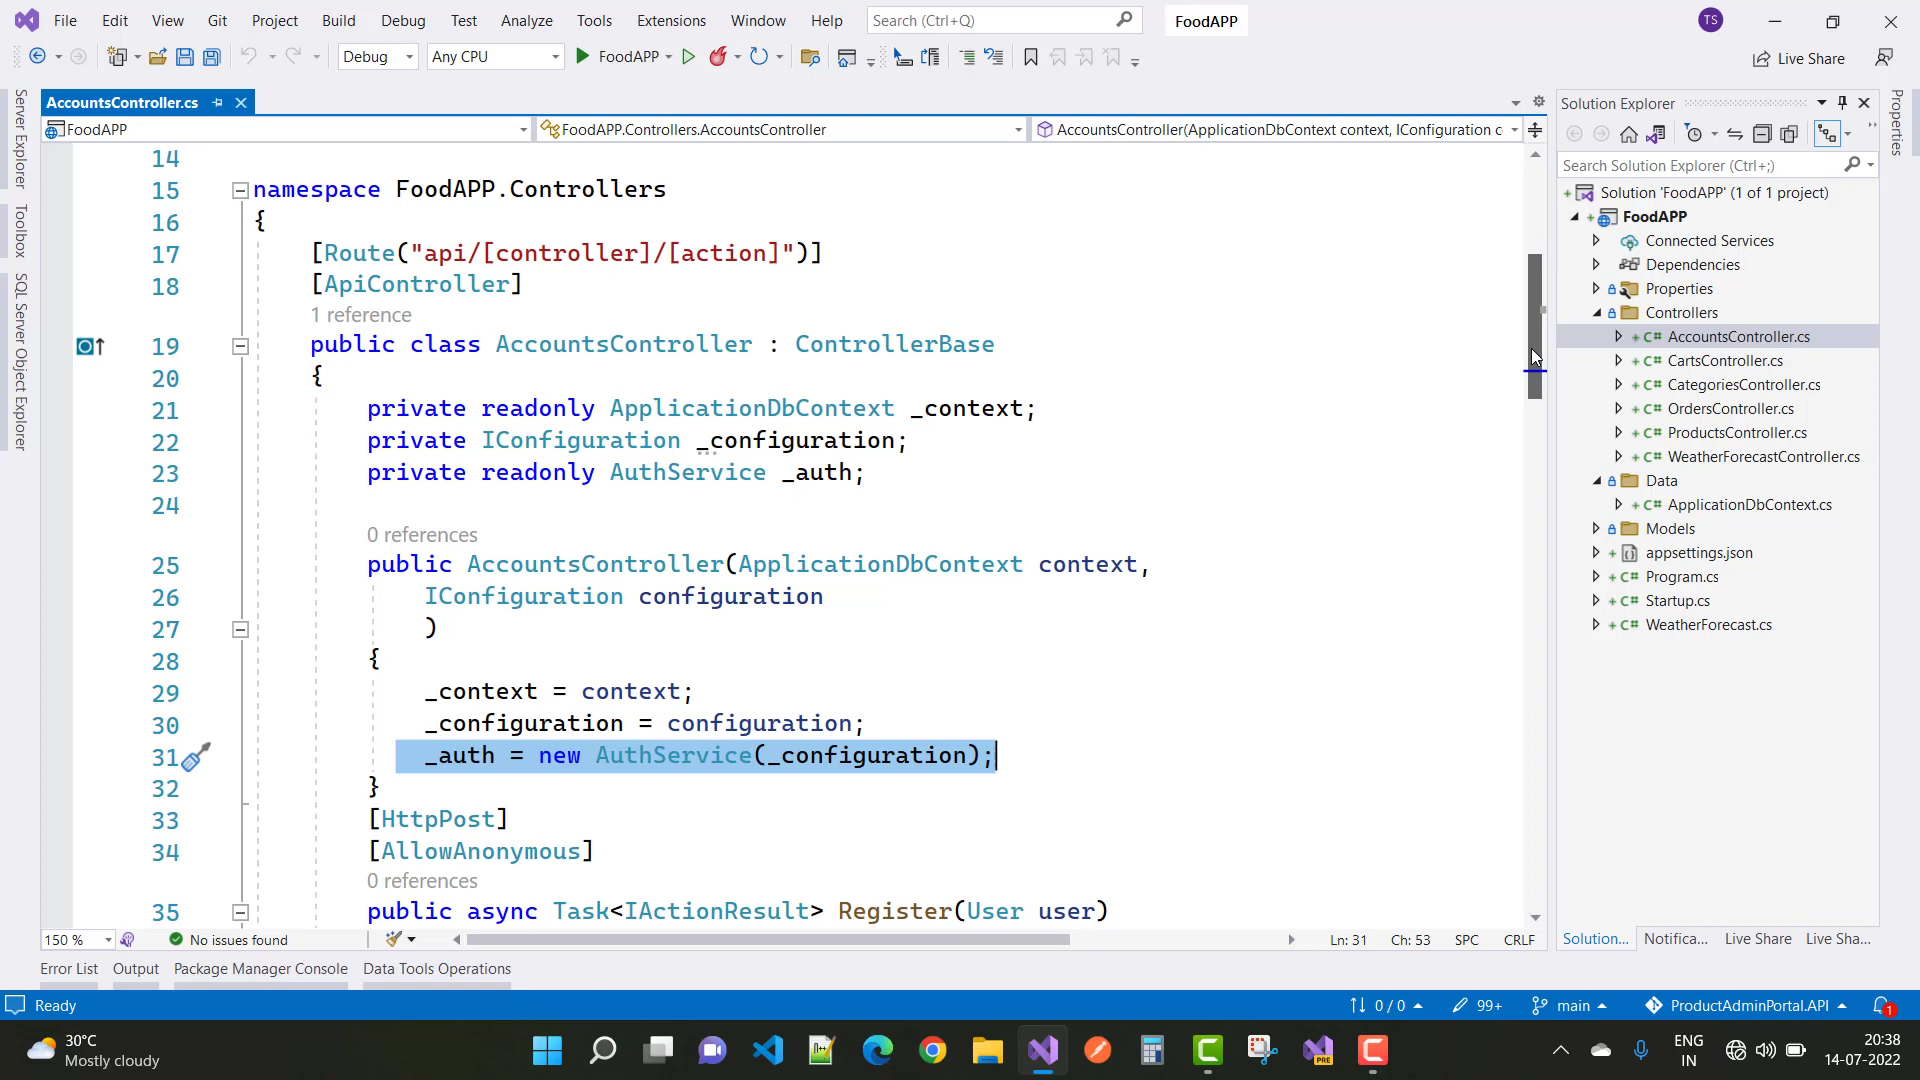 File Edit View Git Project Build Debug Test Analyze Tools Extensions Window Help Search (Ctrl+Q) FoodAPP TS
Debug Any CPU FoodAPP Live Share
Server Explorer
Toolbox
SQL Server Object Explorer
AccountsController.cs
FoodAPP FoodAPP.Controllers.AccountsController AccountsController(ApplicationDbContext context, IConfiguration c
14
15 namespace FoodAPP.Controllers
16 {
17 [Route("api/[controller]/[action]")]
18 [ApiController]
1 reference
19 public class AccountsController : ControllerBase
20 {
21 private readonly ApplicationDbContext _context;
22 private IConfiguration _configuration;
23 private readonly AuthService _auth;
24
0 references
25 public AccountsController(ApplicationDbContext context,
26 IConfiguration configuration
27 )
28 {
29 _context = context;
30 _configuration = configuration;
31 _auth = new AuthService(_configuration);
32 }
33 [HttpPost]
34 [AllowAnonymous]
0 references
35 public async Task<IActionResult> Register(User user)
150 % No issues found Ln: 31 Ch: 53 SPC CRLF
Solution Explorer
Search Solution Explorer (Ctrl+;)
Solution 'FoodAPP' (1 of 1 project)
FoodAPP
Connected Services
Dependencies
Properties
Controllers
C# AccountsController.cs
C# CartsController.cs
C# CategoriesController.cs
C# OrdersController.cs
C# ProductsController.cs
C# WeatherForecastController.cs
Data
C# ApplicationDbContext.cs
Models
appsettings.json
C# Program.cs
C# Startup.cs
C# WeatherForecast.cs
Solution... Notifica... Live Share Live Sha...
Properties
Error List Output Package Manager Console Data Tools Operations
Ready 0 / 0 99+ main ProductAdminPortal.API 1
30°C
Mostly cloudy
PRE
ENG
IN
20:38
14-07-2022